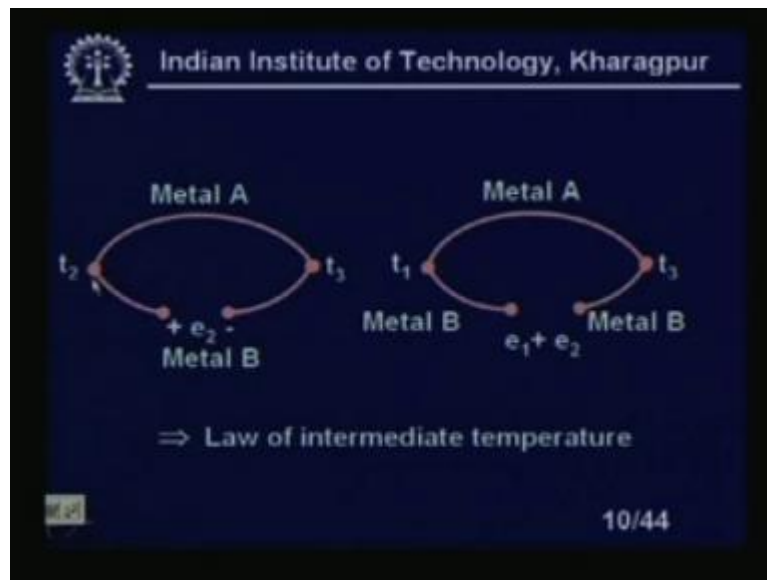 Indian Institute of Technology, Kharagpur
Metal A
Metal A
t₂
t₃
t₁
t₃
+ e₂ -
Metal B
Metal B
e₁+ e₂
Metal B
⇒ Law of intermediate temperature
10/44